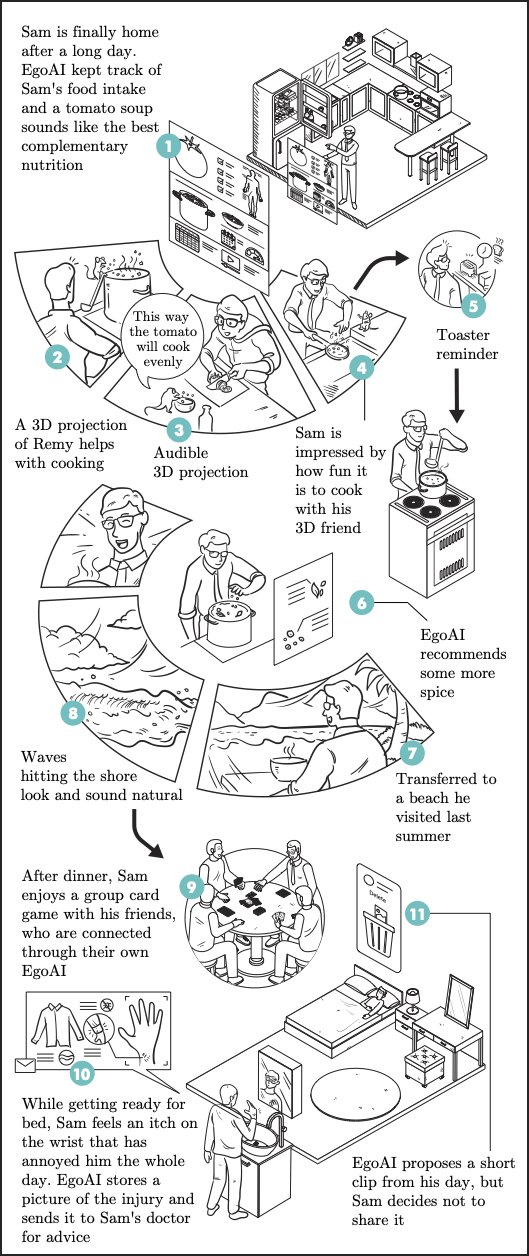 Sam is finally home
after a long day.
EgoAI kept track of
Sam's food intake
and a tomato soup
sounds like the best
complementary
nutrition
1
2
This way
the tomato
will cook
evenly
3
4
5
Toaster
reminder
A 3D projection
of Remy helps
with cooking
Audible
3D projection
Sam is
impressed by
how fun it
is to cook
with his
3D friend
6
EgoAI
recommends
some more
spice
7
Transferred to
a beach he
visited last
summer
8
Waves
hitting the shore
look and sound natural
After dinner, Sam
enjoys a group card
game with his friends,
who are connected
through their own
EgoAI
9
Delete
11
10
While getting ready for
bed, Sam feels an itch on
the wrist that has
annoyed him the whole
day. EgoAI stores a
picture of the injury and
sends it to Sam's doctor
for advice
EgoAI proposes a short
clip from his day, but
Sam decides not to
share it